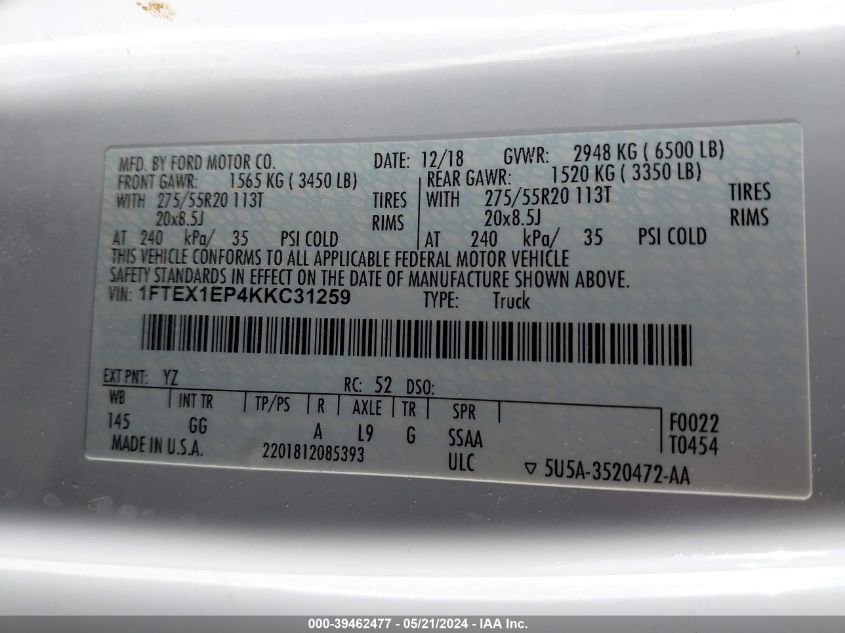 MFD. BY FORD MOTOR CO. DATE: 12/18 GVWR: 2948 KG ( 6500 LB)
FRONT GAWR: 1565 KG ( 3450 LB) REAR GAWR: 1520 KG ( 3350 LB)
WITH 275/55R20 113T TIRES WITH 275/55R20 113T TIRES
20x8.5J RIMS 20x8.5J RIMS
AT 240 kPa/ 35 PSI COLD AT 240 kPa/ 35 PSI COLD
THIS VEHICLE CONFORMS TO ALL APPLICABLE FEDERAL MOTOR VEHICLE
SAFETY STANDARDS IN EFFECT ON THE DATE OF MANUFACTURE SHOWN ABOVE.
VIN: 1FTEX1EP4KKC31259 TYPE: Truck
EXT PNT: YZ RC: 52 DSO:
WB INT TR TP/PS R AXLE TR SPR
145 GG A L9 G SSAA F0022
T0454
MADE IN U.S.A. 2201812085393 ULC 5U5A-3520472-AA
000-39462477 - 05/21/2024 - IAA Inc.